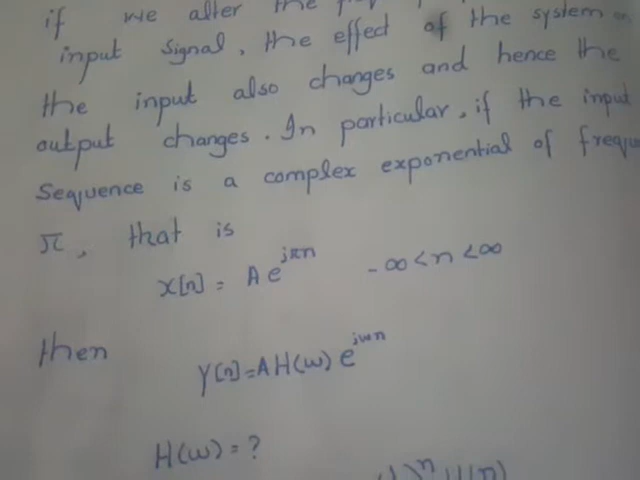 if we alter the
input signal, the effect of the system on
the input also changes and hence the
output changes. In particular, if the input
Sequence is a complex exponential of
π, that is
x[n] = A e^{jπn} -∞ < n < ∞
then
y[n] = A H(ω) e^{jωn}
H(ω) = ?